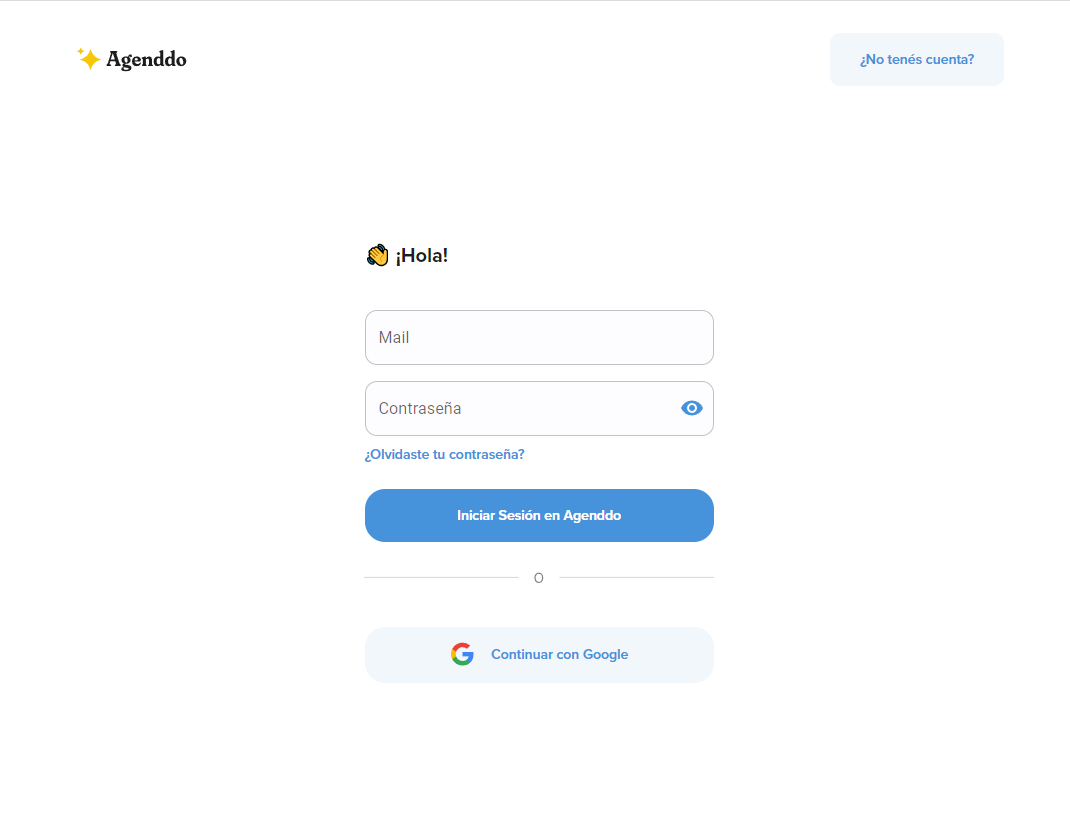 Agenddo
¿No tenés cuenta?
¡Hola!
Mail
Contraseña
¿Olvidaste tu contraseña?
Iniciar Sesión en Agenddo
O
Continuar con Google